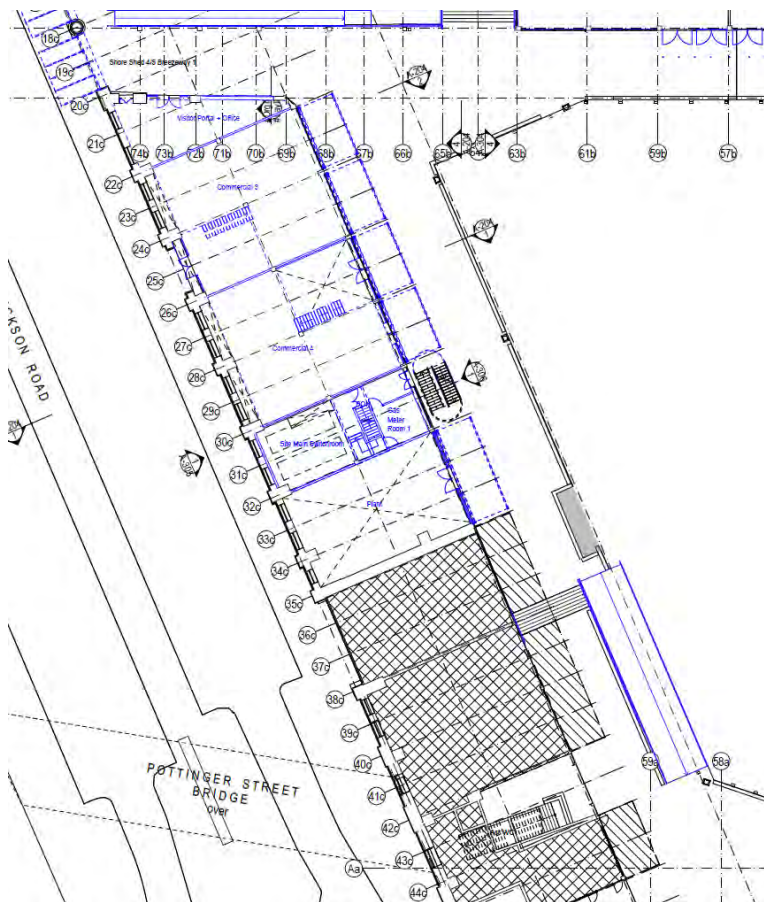 18c
19c
Shore Shed 4/5 Breezeway 1
20c
Visitor Portal + Office
21c
74b
73b
72b
71b
70b
69b
68b
67b
66b
65b
63b
61b
59b
57b
22c
Commercial 3
23c
24c
25c
26c
27c
Commercial 4
28c
CKSON ROAD
29c
Gas
Meter
Room 1
30c
Site Main Switchroom
31c
32c
Plant
33c
34c
35c
36c
37c
38c
39c
40c
POTTINGER STREET
BRIDGE
over
59a
58a
41c
42c
43c
Aa
44c